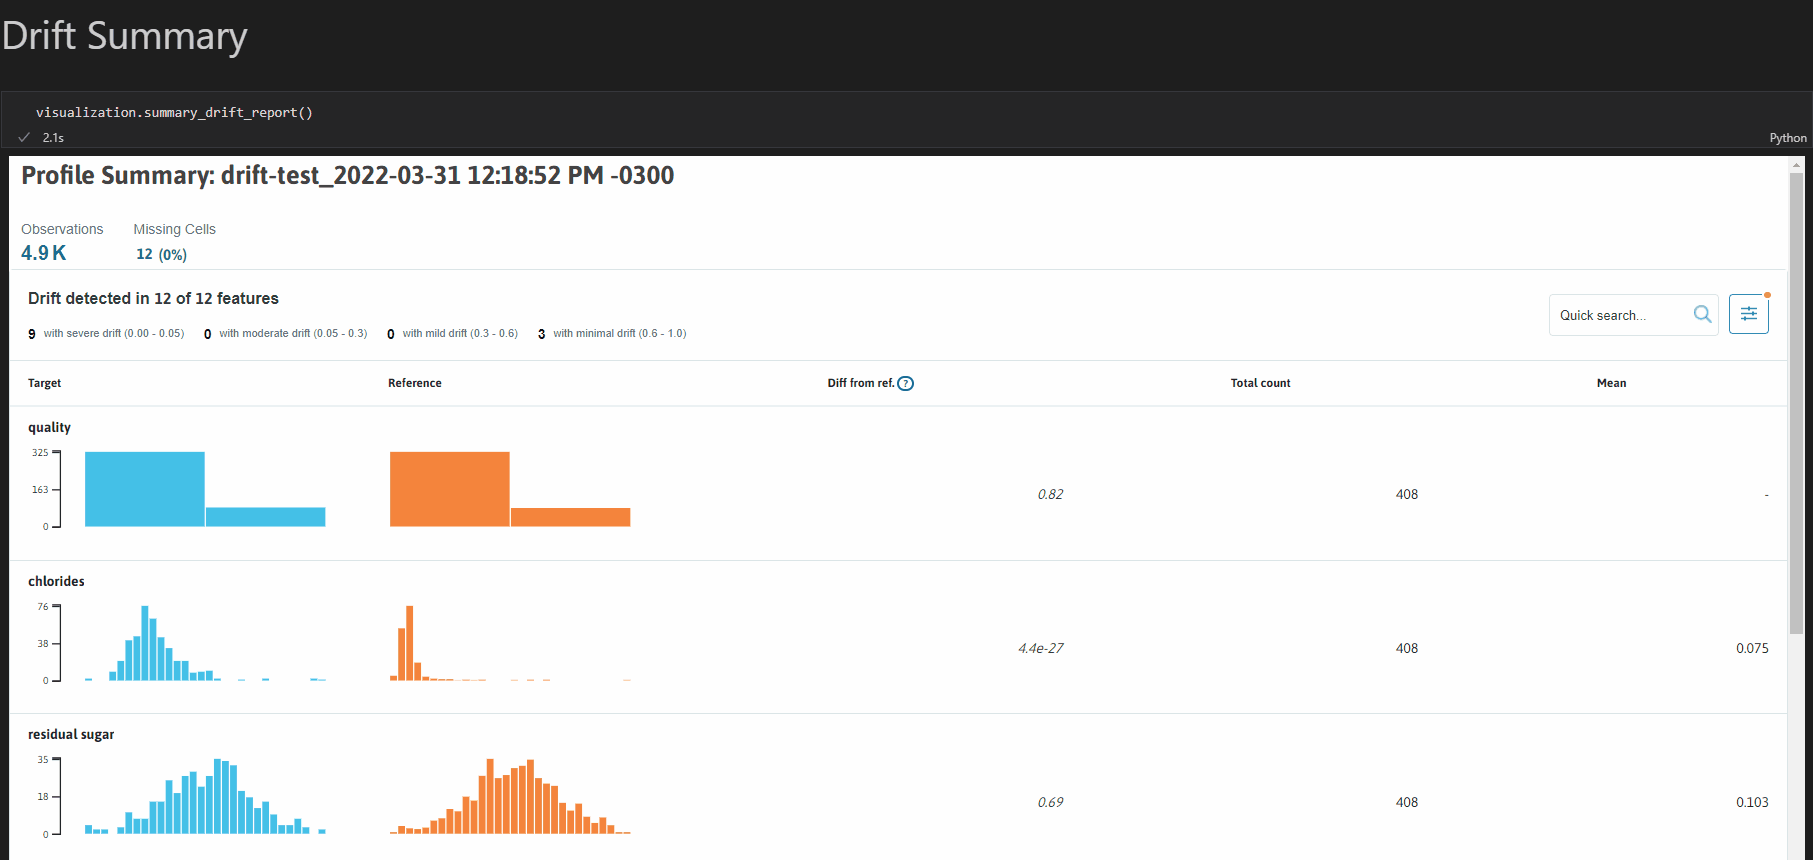 Drift Summary
visualization.summary_drift_report()
2.1s
Python
Profile Summary: drift-test_2022-03-31 12:18:52 PM -0300
Observations Missing Cells
4.9 K 12 (0%)
Drift detected in 12 of 12 features
Quick search...
9 with severe drift (0.00 - 0.05) 0 with moderate drift (0.05 - 0.3) 0 with mild drift (0.3 - 0.6) 3 with minimal drift (0.6 - 1.0)
Target Reference Diff from ref. ? Total count Mean
quality
325
163
0
0.82 408 -
chlorides
76
38
0
4.4e-27 408 0.075
residual sugar
35
18
0
0.69 408 0.103